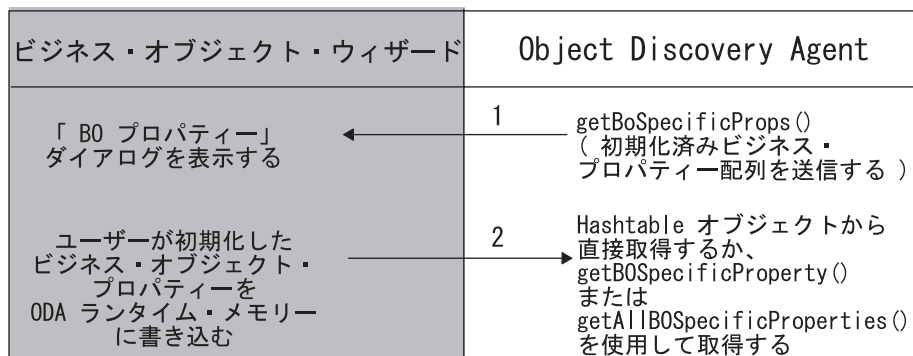 ビジネス・オブジェクト・ウィザード
Object Discovery Agent
「 BO プロパティー」
ダイアログを表示する
1
getBoSpecificProps()
( 初期化済みビジネス・
プロパティー配列を送信する )
ユーザーが初期化した
ビジネス・オブジェクト・
プロパティーを
ODA ランタイム・メモリー
に書き込む
2
Hashtable オブジェクトから
直接取得するか、
getBOSpecificProperty()
または
getAllBOSpecificProperties()
を使用して取得する